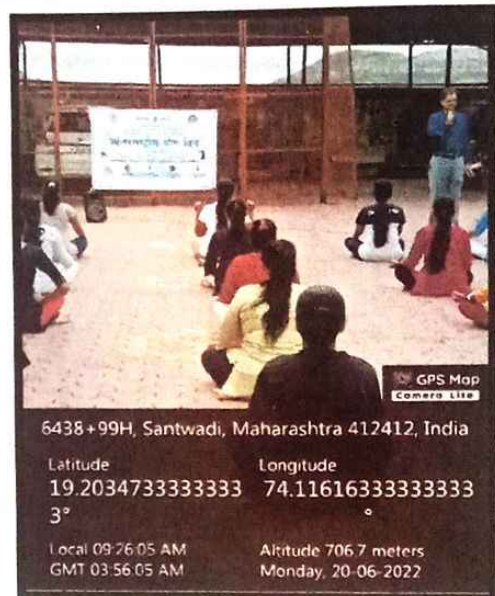 GPS Map
Camera Lite
6438+99H, Santwadi, Maharashtra 412412, India
Latitude
19.2034733333333
3°
Longitude
74.11616333333333
°
Local 09:26:05 AM
GMT 03:56:05 AM
Altitude 706.7 meters
Monday, 20-06-2022